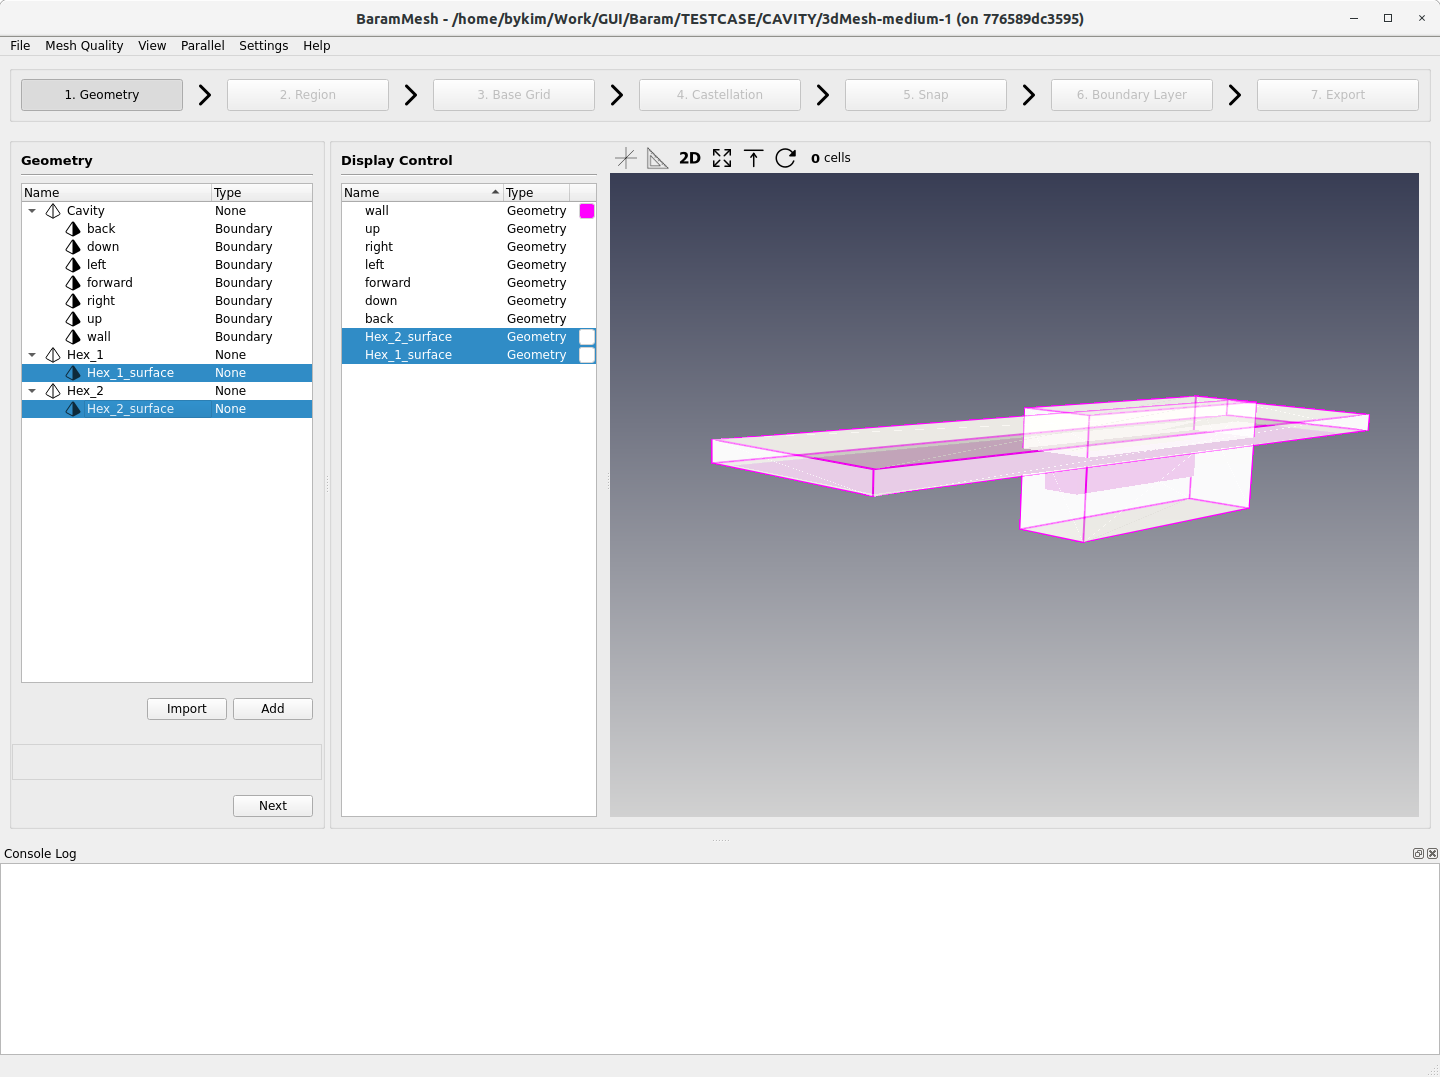 BaramMesh - /home/bykim/Work/GUI/Baram/TESTCASE/CAVITY/3dMesh-medium-1 (on 776589dc3595)
File Mesh Quality View Parallel Settings Help
1. Geometry 2. Region 3. Base Grid 4. Castellation 5. Snap 6. Boundary Layer 7. Export
Geometry
Name Type
Cavity None
back Boundary
down Boundary
left Boundary
forward Boundary
right Boundary
up Boundary
wall Boundary
Hex_1 None
Hex_1_surface None
Hex_2 None
Hex_2_surface None
Import Add
Next
Display Control
Name Type
wall Geometry
up Geometry
right Geometry
left Geometry
forward Geometry
down Geometry
back Geometry
Hex_2_surface Geometry
Hex_1_surface Geometry
2D 0 cells
Console Log